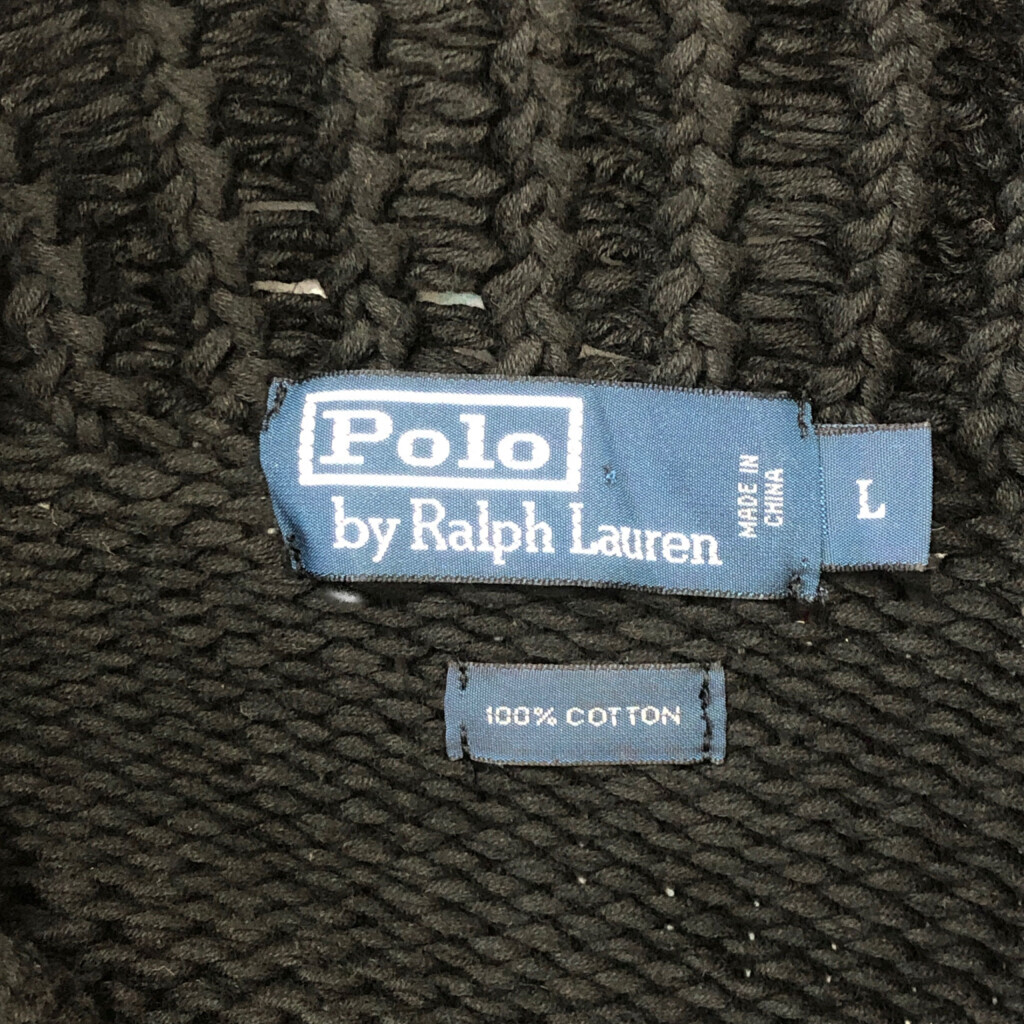 Polo
by Ralph Lauren
MADE IN
CHINA
L
100% COTTON